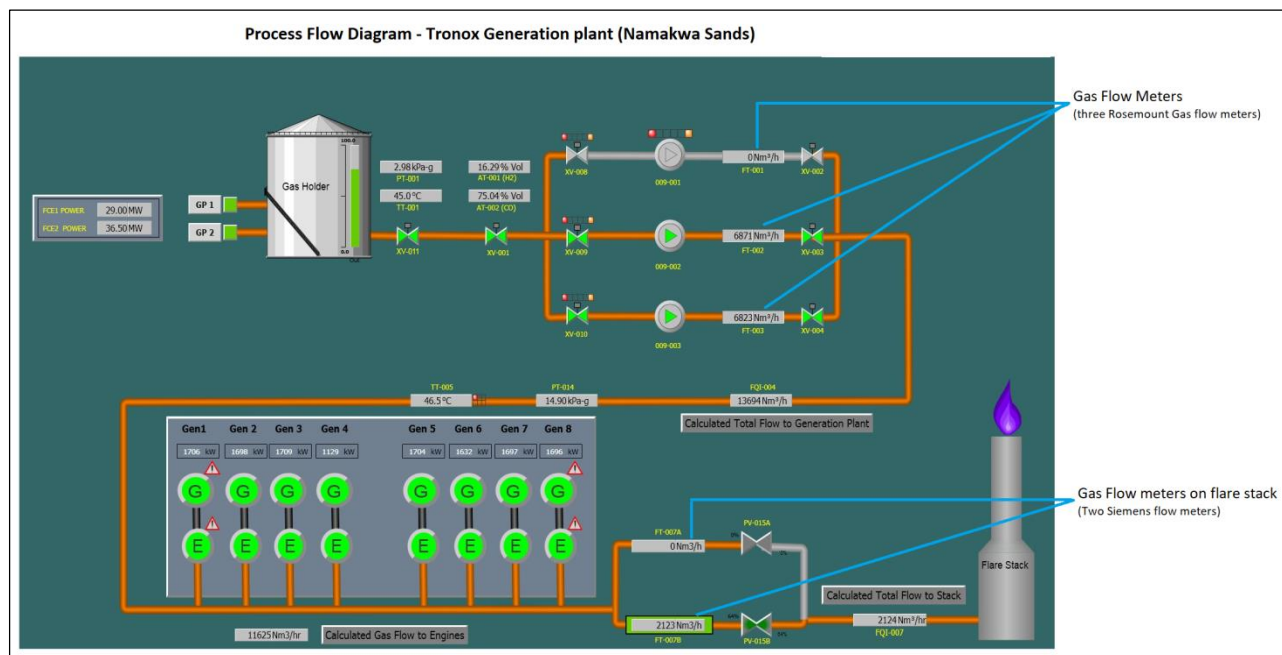 Process Flow Diagram - Tronox Generation plant (Namakwa Sands)
Gas Flow Meters
(three Rosemount Gas flow meters)
FCE1 POWER 29.00 MW
FCE2 POWER 36.50 MW
GP 1
GP 2
Gas Holder
100.0
0.0
2.98 kPa-g
PT-001
45.0 °C
TT-001
16.29 % Vol
AT-001 (H2)
75.04 % Vol
AT-002 (CO)
XV-011
XV-001
XV-008
009-001
0 Nm³/h
FT-001
XV-002
XV-009
009-002
6871 Nm³/h
FT-002
XV-003
XV-010
009-003
6823 Nm³/h
FT-003
XV-004
TT-005
46.5 °C
PT-014
14.90 kPa-g
FQI-004
13694 Nm³/h
Calculated Total Flow to Generation Plant
Gen1 Gen 2 Gen 3 Gen 4 Gen 5 Gen 6 Gen 7 Gen 8
1706 kW 1698 kW 1709 kW 1129 kW 1704 kW 1632 kW 1697 kW 1696 kW
G G G G G G G G
E E E E E E E E
11625 Nm3/hr
Calculated Gas Flow to Engines
FT-007A
0 Nm3/h
PV-015A
2123 Nm3/h
FT-007B
PV-015B
Calculated Total Flow to Stack
2124 Nm3/hr
FQI-007
Flare Stack
Gas Flow meters on flare stack
(Two Siemens flow meters)